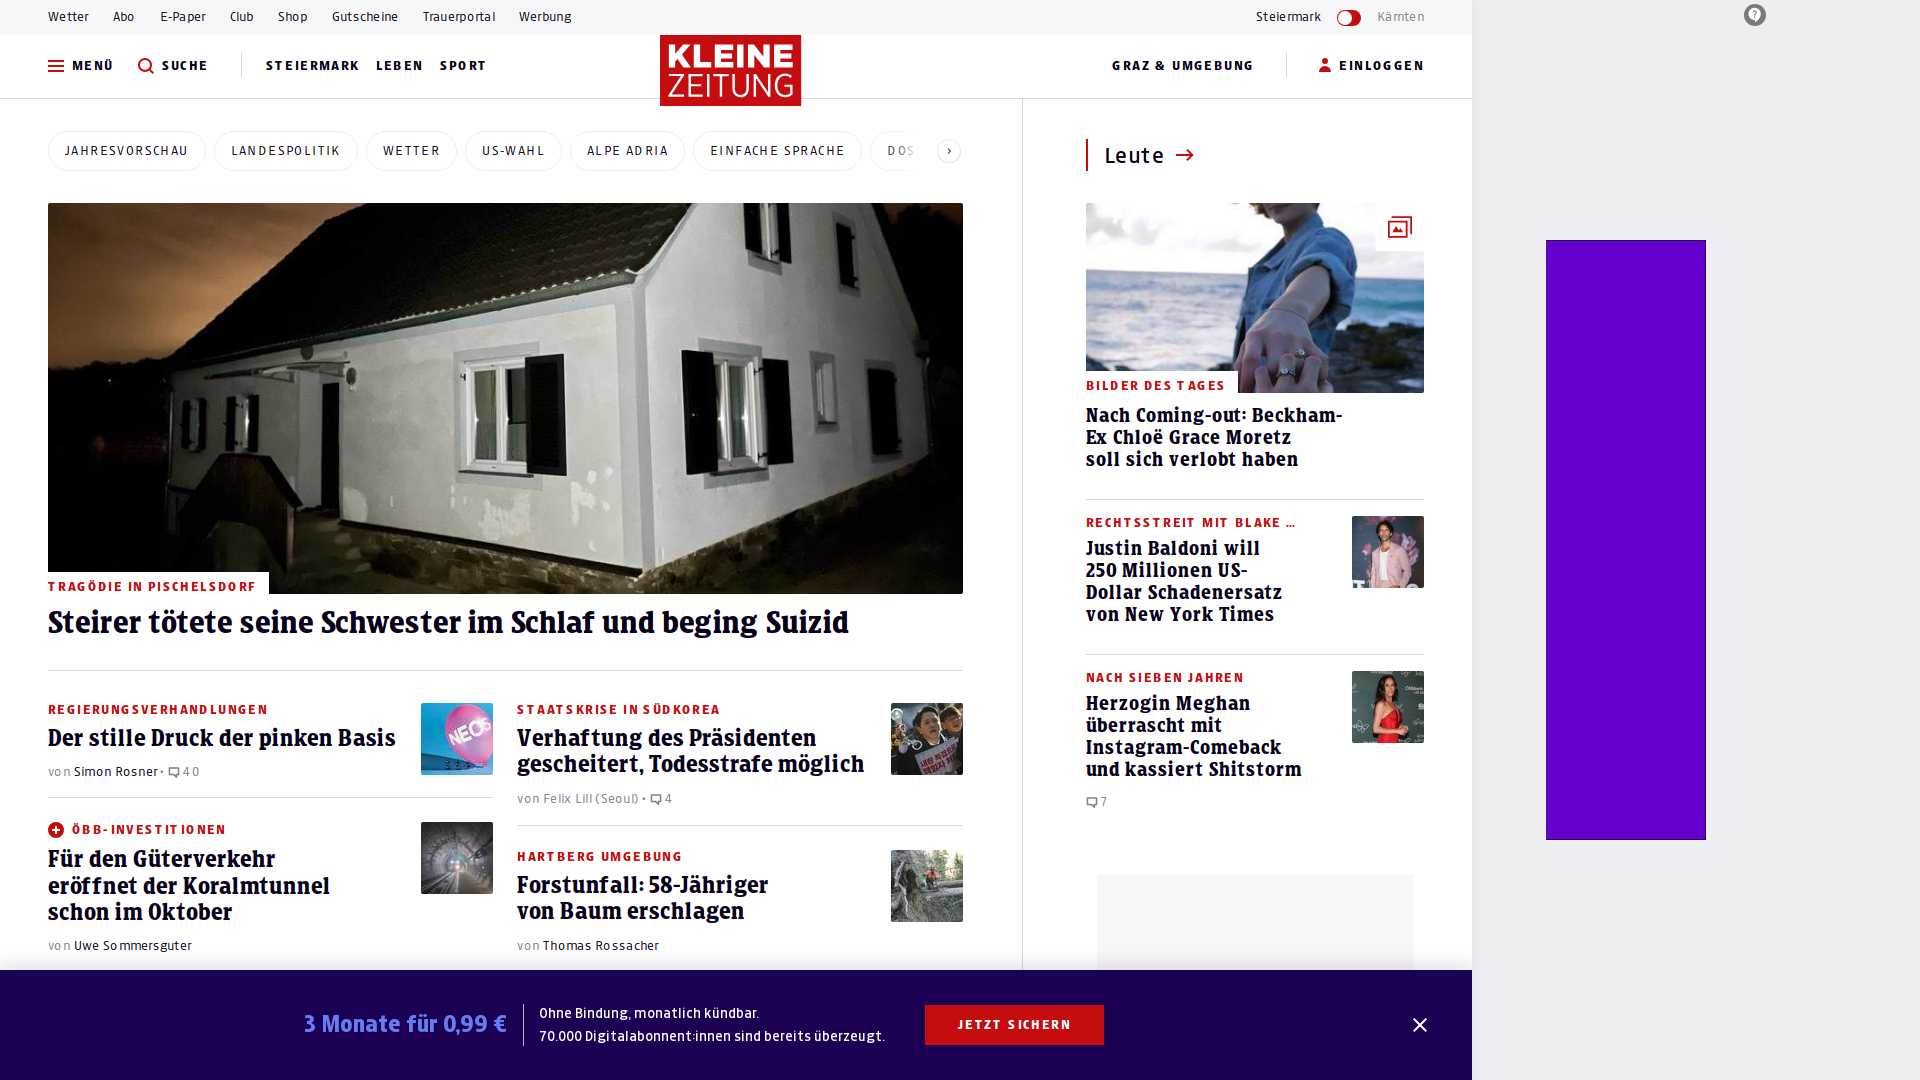 Wetter Abo E-Paper Club Shop Gutscheine Trauerportal Werbung Steiermark Kärnten
MENÜ SUCHE STEIERMARK LEBEN SPORT
KLEINE
ZEITUNG
GRAZ & UMGEBUNG EINLOGGEN
JAHRESVORSCHAU LANDESPOLITIK WETTER US-WAHL ALPE ADRIA EINFACHE SPRACHE DOS
TRAGÖDIE IN PISCHELSDORF
Steirer tötete seine Schwester im Schlaf und beging Suizid
REGIERUNGSVERHANDLUNGEN
Der stille Druck der pinken Basis
von Simon Rosner • 40
NEOS
ÖBB-INVESTITIONEN
Für den Güterverkehr
eröffnet der Koralmtunnel
schon im Oktober
von Uwe Sommersguter
STAATSKRISE IN SÜDKOREA
Verhaftung des Präsidenten
gescheitert, Todesstrafe möglich
von Felix Lill (Seoul) • 4
HARTBERG UMGEBUNG
Forstunfall: 58-Jähriger
von Baum erschlagen
von Thomas Rossacher
Leute
BILDER DES TAGES
Nach Coming-out: Beckham-
Ex Chloë Grace Moretz
soll sich verlobt haben
RECHTSSTREIT MIT BLAKE ...
Justin Baldoni will
250 Millionen US-
Dollar Schadenersatz
von New York Times
NACH SIEBEN JAHREN
Herzogin Meghan
überrascht mit
Instagram-Comeback
und kassiert Shitstorm
7
3 Monate für 0,99 €
Ohne Bindung, monatlich kündbar.
70.000 Digitalabonnent:innen sind bereits überzeugt.
JETZT SICHERN